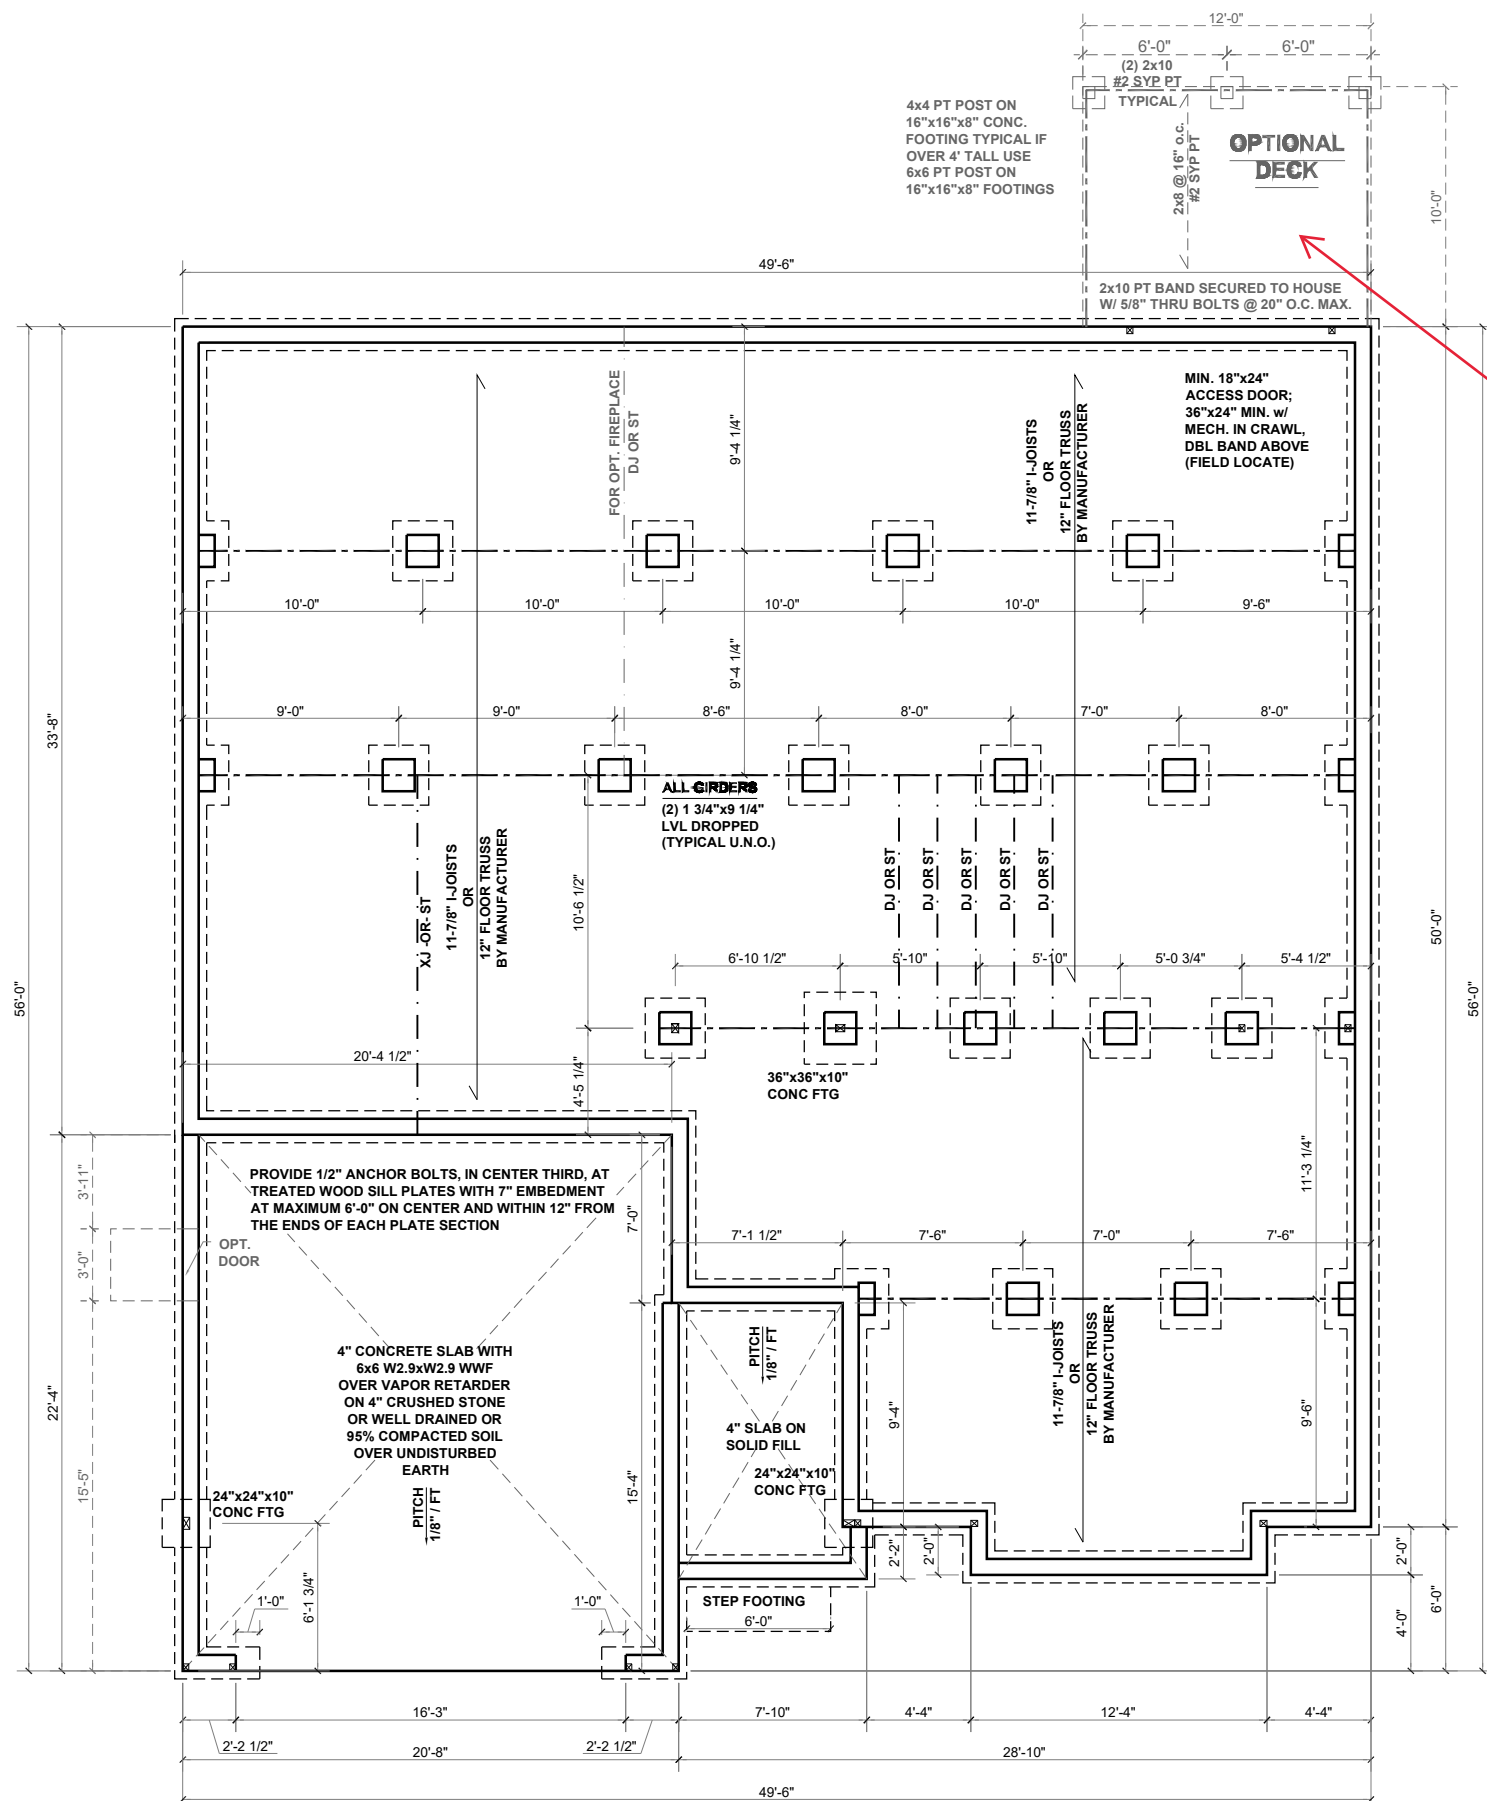 12'-0"
6'-0"
6'-0"
(2) 2x10
#2 SYP PT
TYPICAL
4x4 PT POST ON
16"x16"x8" CONC.
FOOTING TYPICAL IF
OVER 4' TALL USE
6x6 PT POST ON
16"x16"x8" FOOTINGS
2x8 @ 16" o.c.
#2 SYP PT
OPTIONAL
DECK
10'-0"
2x10 PT BAND SECURED TO HOUSE
W/ 5/8" THRU BOLTS @ 20" O.C. MAX.
49'-6"
FOR OPT. FIREPLACE
DJ OR ST
9'-4 1/4"
11-7/8" I-JOISTS
OR
12" FLOOR TRUSS
BY MANUFACTURER
MIN. 18"x24"
ACCESS DOOR;
36"x24" MIN. w/
MECH. IN CRAWL,
DBL BAND ABOVE
(FIELD LOCATE)
10'-0"
10'-0"
10'-0"
10'-0"
9'-6"
9'-4 1/4"
33'-8"
9'-0"
9'-0"
8'-6"
8'-0"
7'-0"
8'-0"
ALL GIRDERS
(2) 1 3/4"x9 1/4"
LVL DROPPED
(TYPICAL U.N.O.)
XJ -OR- ST
11-7/8" I-JOISTS
OR
12" FLOOR TRUSS
BY MANUFACTURER
10'-6 1/2"
DJ OR ST
DJ OR ST
DJ OR ST
DJ OR ST
DJ OR ST
50'-0"
56'-0"
56'-0"
6'-10 1/2"
5'-10"
5'-10"
5'-0 3/4"
5'-4 1/2"
20'-4 1/2"
4'-5 1/4"
36"x36"x10"
CONC FTG
11'-3 1/4"
3'-11"
PROVIDE 1/2" ANCHOR BOLTS, IN CENTER THIRD, AT
TREATED WOOD SILL PLATES WITH 7" EMBEDMENT
AT MAXIMUM 6'-0" ON CENTER AND WITHIN 12" FROM
THE ENDS OF EACH PLATE SECTION
7'-0"
OPT.
DOOR
3'-0"
7'-1 1/2"
7'-6"
7'-0"
7'-6"
4" CONCRETE SLAB WITH
6x6 W2.9xW2.9 WWF
OVER VAPOR RETARDER
ON 4" CRUSHED STONE
OR WELL DRAINED OR
95% COMPACTED SOIL
OVER UNDISTURBED
EARTH
PITCH
1/8" / FT
PITCH
1/8" / FT
11-7/8" I-JOISTS
OR
12" FLOOR TRUSS
BY MANUFACTURER
22'-4"
9'-4"
9'-6"
4" SLAB ON
SOLID FILL
24"x24"x10"
CONC FTG
15'-5"
24"x24"x10"
CONC FTG
15'-4"
6'-1 3/4"
2'-2"
2'-0"
2'-0"
1'-0"
1'-0"
STEP FOOTING
6'-0"
4'-0"
6'-0"
16'-3"
7'-10"
4'-4"
12'-4"
4'-4"
2'-2 1/2"
20'-8"
2'-2 1/2"
28'-10"
49'-6"